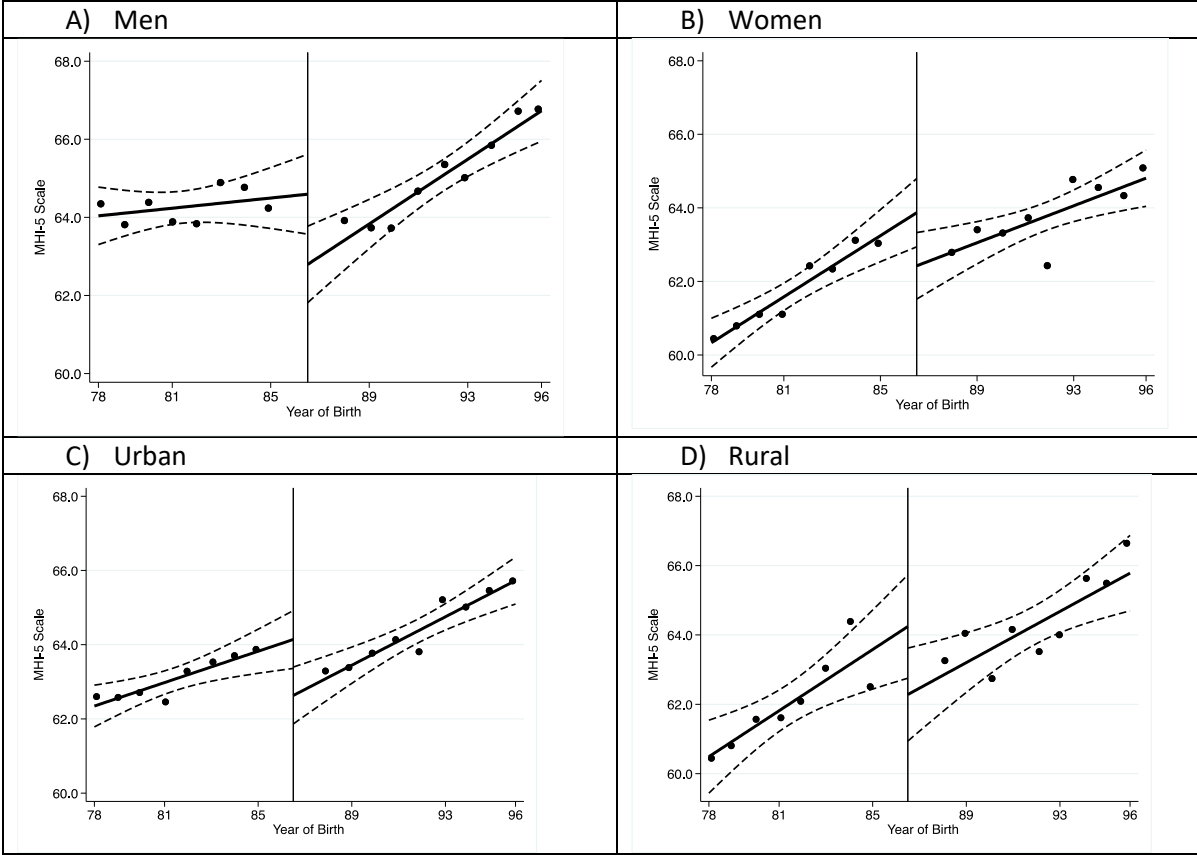 A) Men
B) Women
68.0
66.0
64.0
62.0
60.0
MHI-5 Scale
78 81 85 89 93 96
Year of Birth
68.0
66.0
64.0
62.0
60.0
MHI-5 Scale
78 81 85 89 93 96
Year of Birth
C) Urban
D) Rural
68.0
66.0
64.0
62.0
60.0
MHI-5 Scale
78 81 85 89 93 96
Year of Birth
68.0
66.0
64.0
62.0
60.0
MHI-5 Scale
78 81 85 89 93 96
Year of Birth